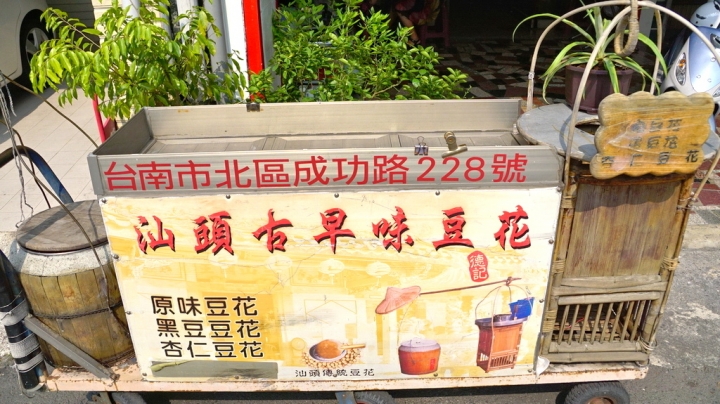 台南市北區成功路228號
汕頭古早味豆花
德記
原味豆花
黑豆豆花
杏仁豆花
汕頭傳統豆花
豆花
杏仁豆花